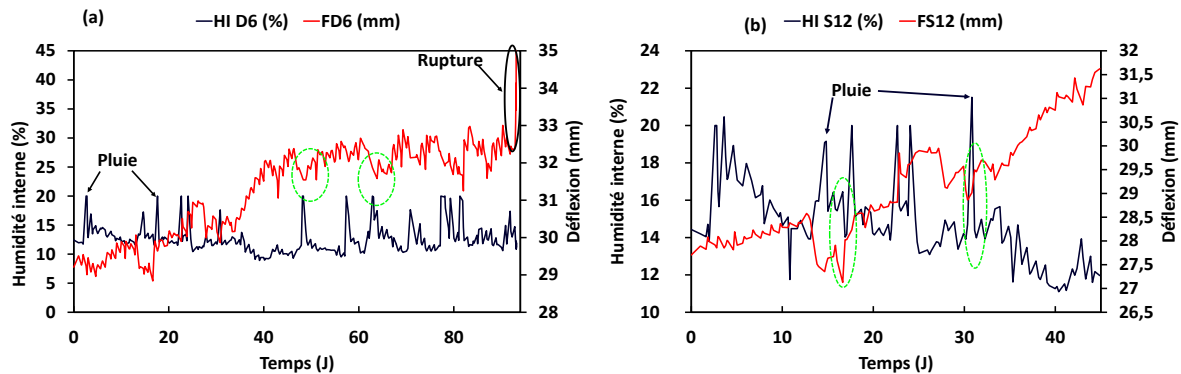 (a)
HI D6 (%)
FD6 (mm)
45
40
35
30
25
20
15
10
5
0
Humidité interne (%)
35
34
33
32
31
30
29
28
Déflexion (mm)
Rupture
Pluie
0 20 40 60 80
Temps (J)
(b)
HI S12 (%)
FS12 (mm)
24
22
20
18
16
14
12
10
Humidité interne (%)
32
31,5
31
30,5
30
29,5
29
28,5
28
27,5
27
26,5
Déflexion (mm)
Pluie
0 10 20 30 40
Temps (J)